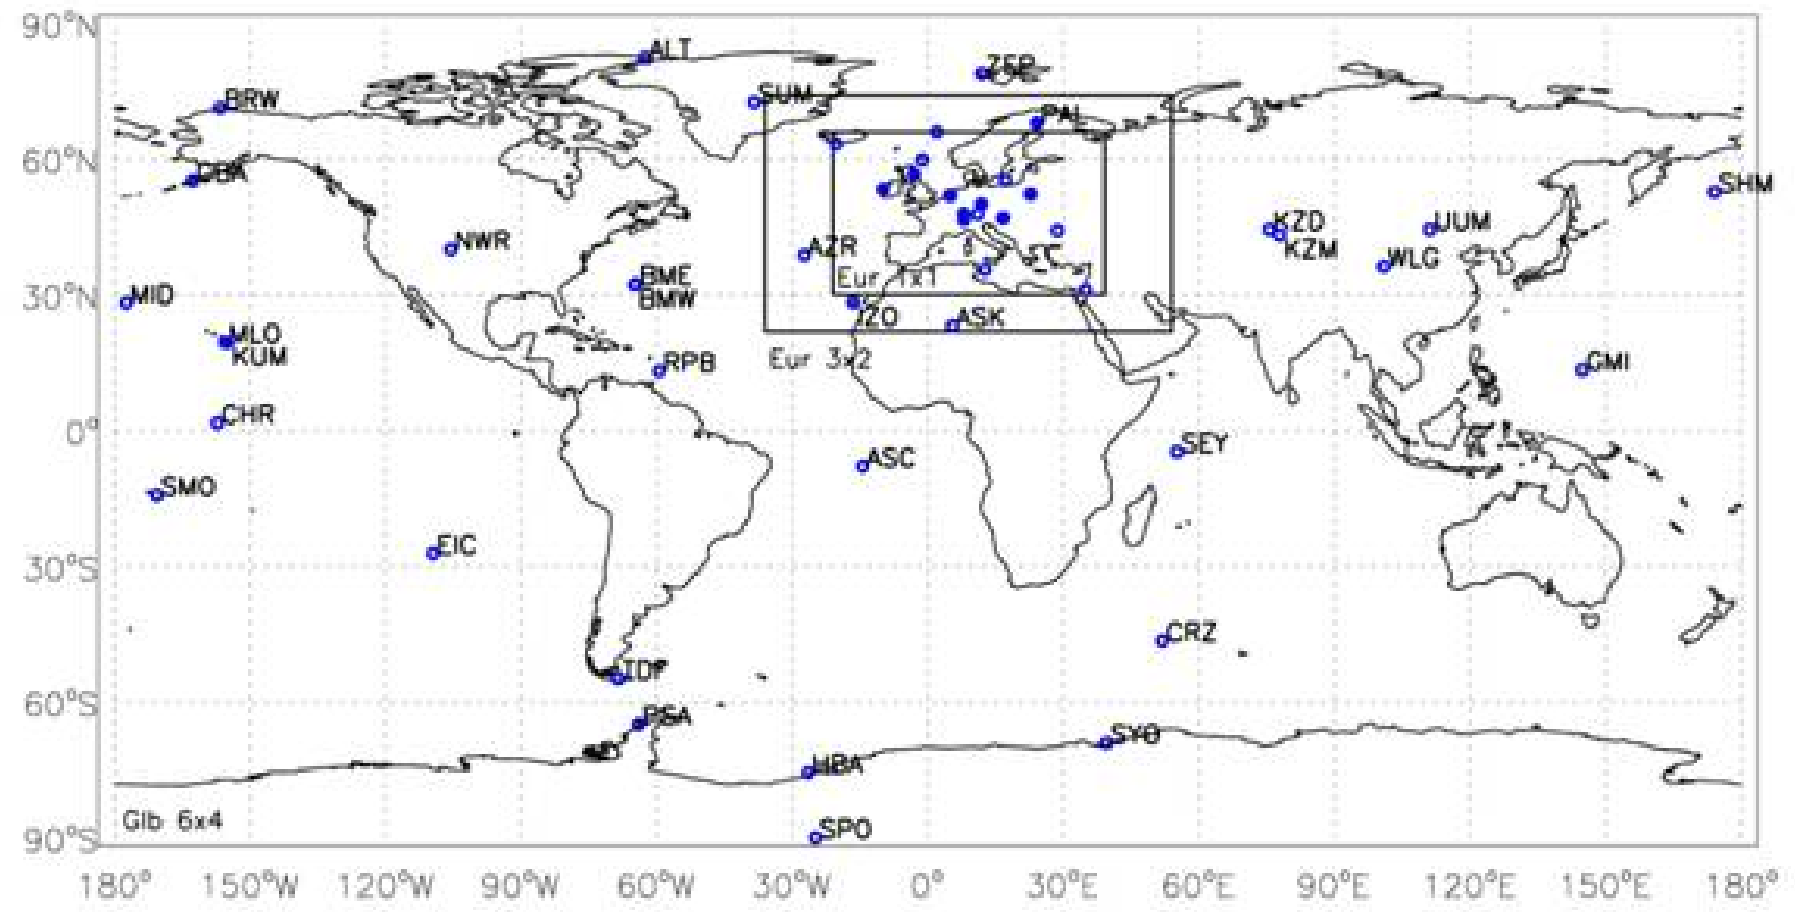 90°N
ALT
ZEP
BRW
SUM
PAL
60°N
CBA
SHM
NWR
AZR
KZD
UUM
KZM
WLG
BME
BMW
Eur 1x1
30°N
MID
IZO
ASK
MLO
KUM
RPB
Eur 3x2
GMI
CHR
0°
ASC
SEY
SMO
EIC
30°S
CRZ
TDF
60°S
PSA
SYO
HBA
Glb 6x4
SPO
90°S
180° 150°W 120°W 90°W 60°W 30°W 0° 30°E 60°E 90°E 120°E 150°E 180°